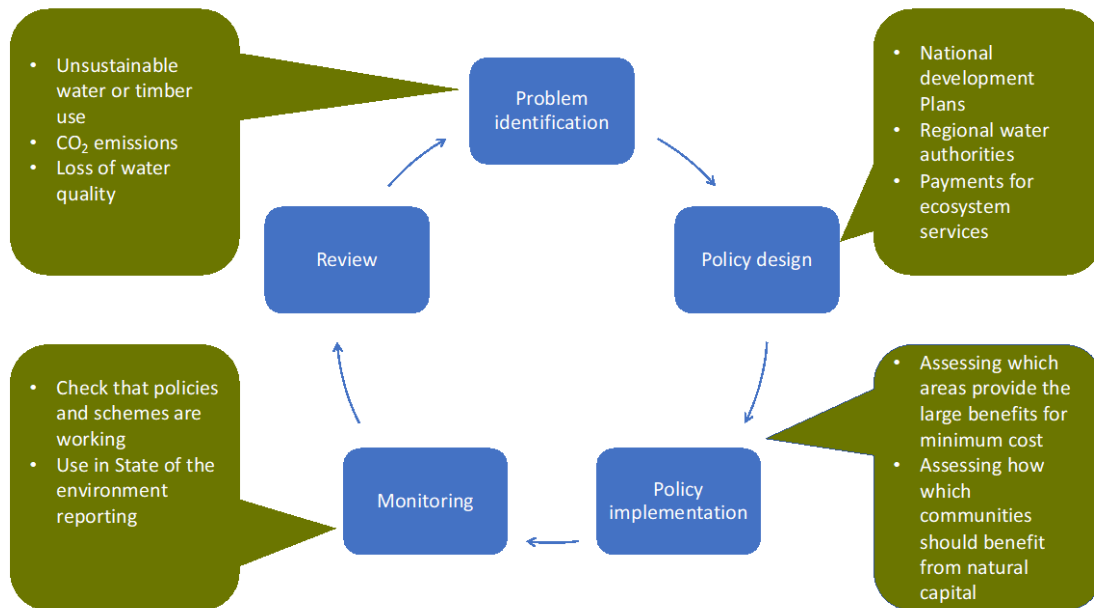 • Unsustainable
water or timber
use
• CO₂ emissions
• Loss of water
quality
Problem
identification
• National
development
Plans
• Regional water
authorities
• Payments for
ecosystem
services
Review
Policy design
• Check that policies
and schemes are
working
• Use in State of the
environment
reporting
Monitoring
Policy
implementation
• Assessing which
areas provide the
large benefits for
minimum cost
• Assessing how
which
communities
should benefit
from natural
capital